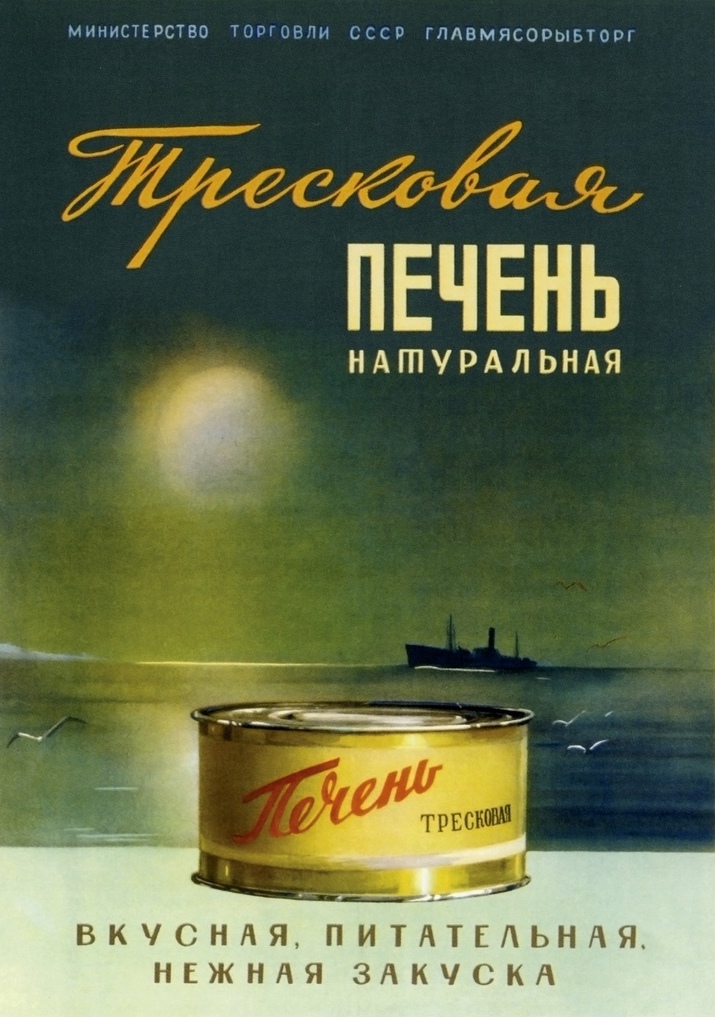 МИНИСТЕРСТВО ТОРГОВЛИ СССР ГЛАВМЯСОРЫБТОРГ
Тресковая
ПЕЧЕНЬ
НАТУРАЛЬНАЯ
Печень
ТРЕСКОВАЯ
ВКУСНАЯ, ПИТАТЕЛЬНАЯ,
НЕЖНАЯ ЗАКУСКА